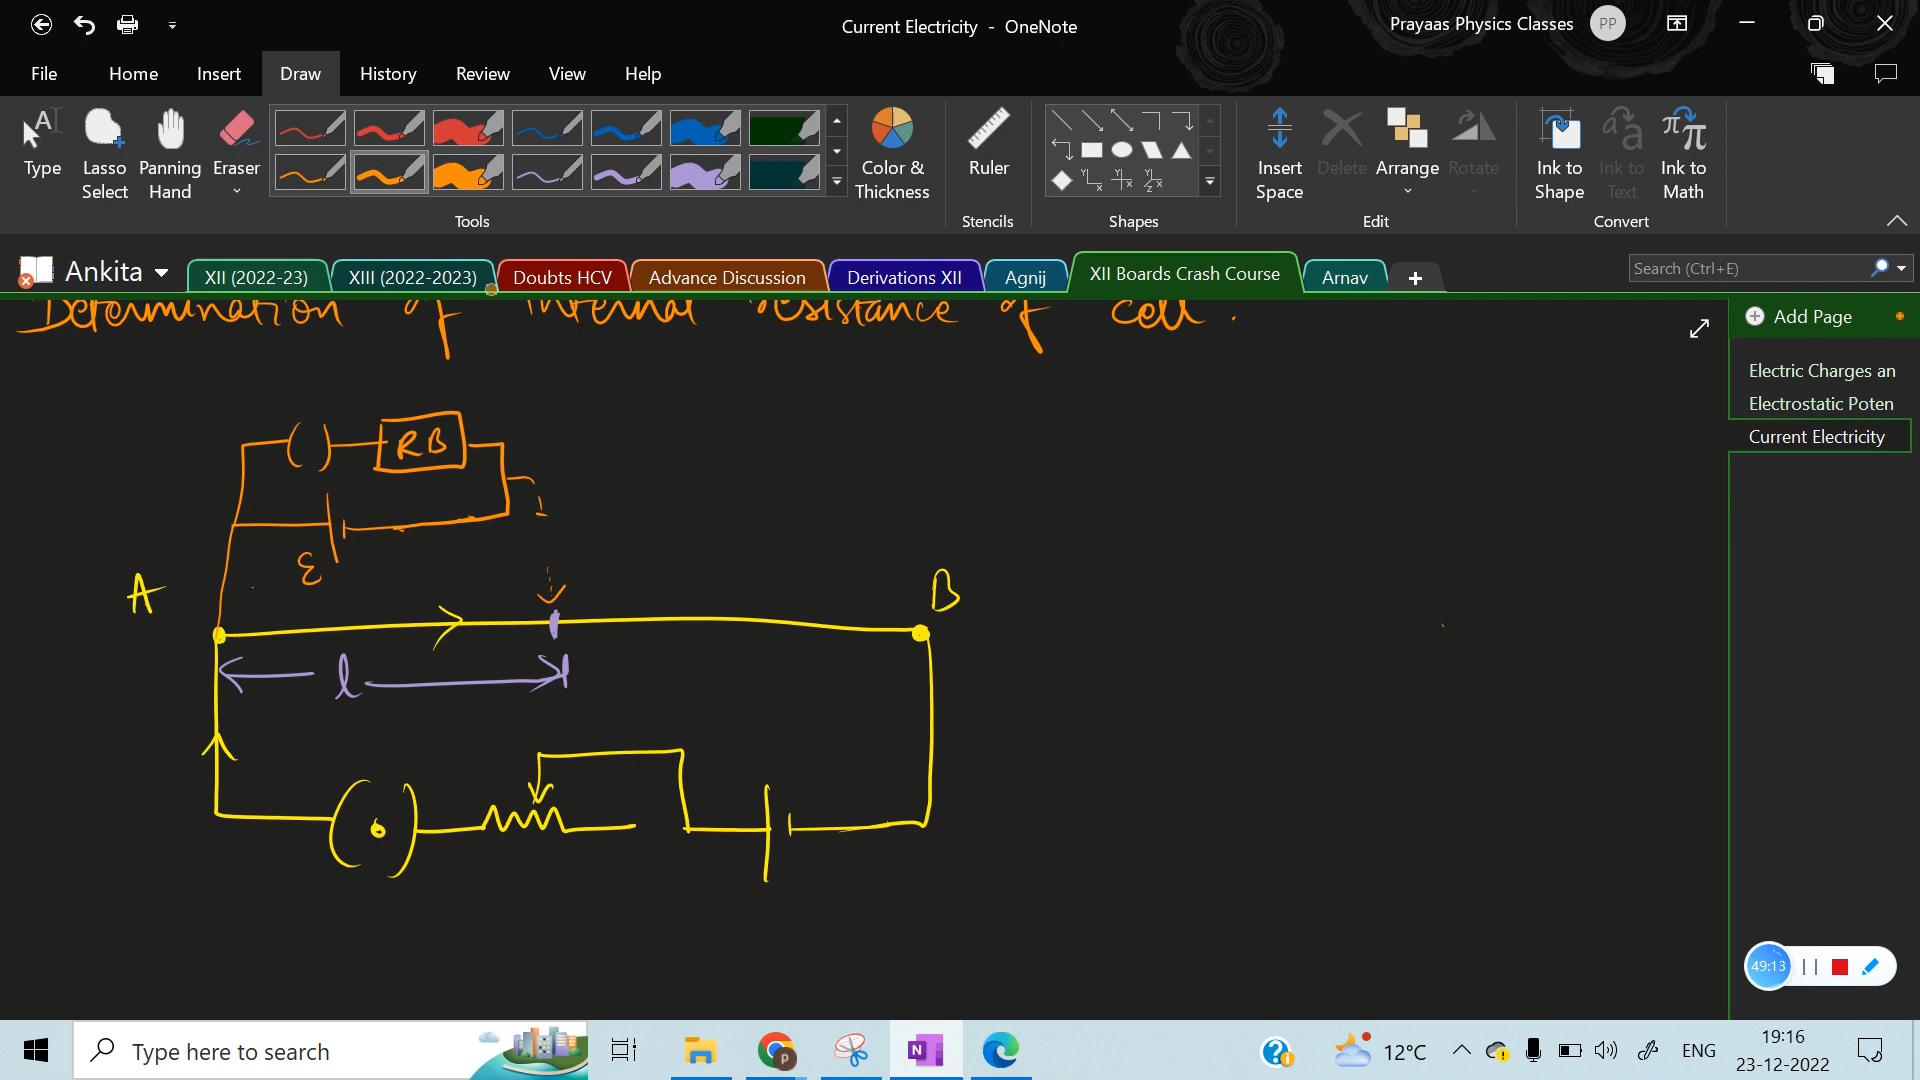 Current Electricity - OneNote
Prayaas Physics Classes PP
File Home Insert Draw History Review View Help
Type
Lasso Select
Panning Hand
Eraser
Color & Thickness
Ruler
Insert Space
Delete
Arrange
Rotate
Ink to Shape
Ink to Text
Ink to Math
Tools Stencils Shapes Edit Convert
Ankita XII (2022-23) XIII (2022-2023) Doubts HCV Advance Discussion Derivations XII Agnij XII Boards Crash Course Arnav + Search (Ctrl+E)
Determination of internal resistance of cell.
Add Page
Electric Charges an
Electrostatic Poten
Current Electricity
RB
ε
A B
l
49:13
Type here to search
12°C ENG 19:16
23-12-2022